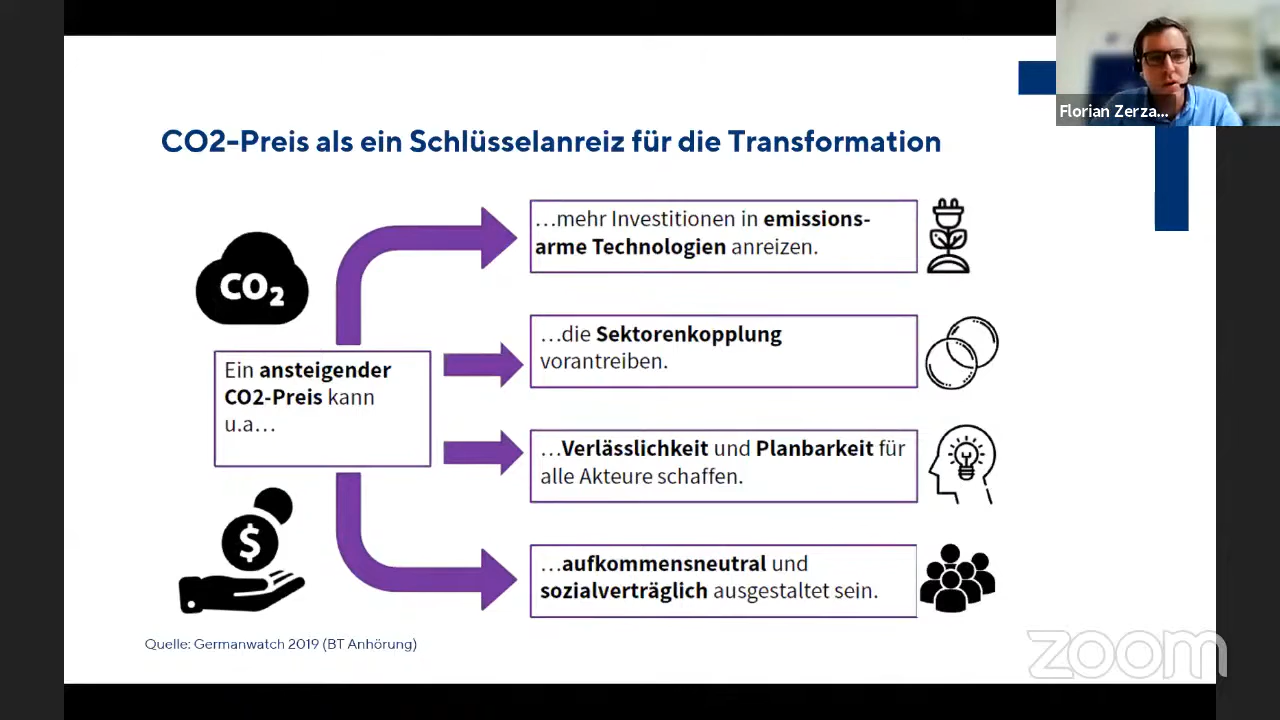 Florian Zerza...
CO2-Preis als ein Schlüsselanreiz für die Transformation
CO2
Ein ansteigender
CO2-Preis kann
u.a…
$
…mehr Investitionen in emissions-
arme Technologien anreizen.
…die Sektorenkopplung
vorantreiben.
…Verlässlichkeit und Planbarkeit für
alle Akteure schaffen.
…aufkommensneutral und
sozialverträglich ausgestaltet sein.
Quelle: Germanwatch 2019 (BT Anhörung)
zoom